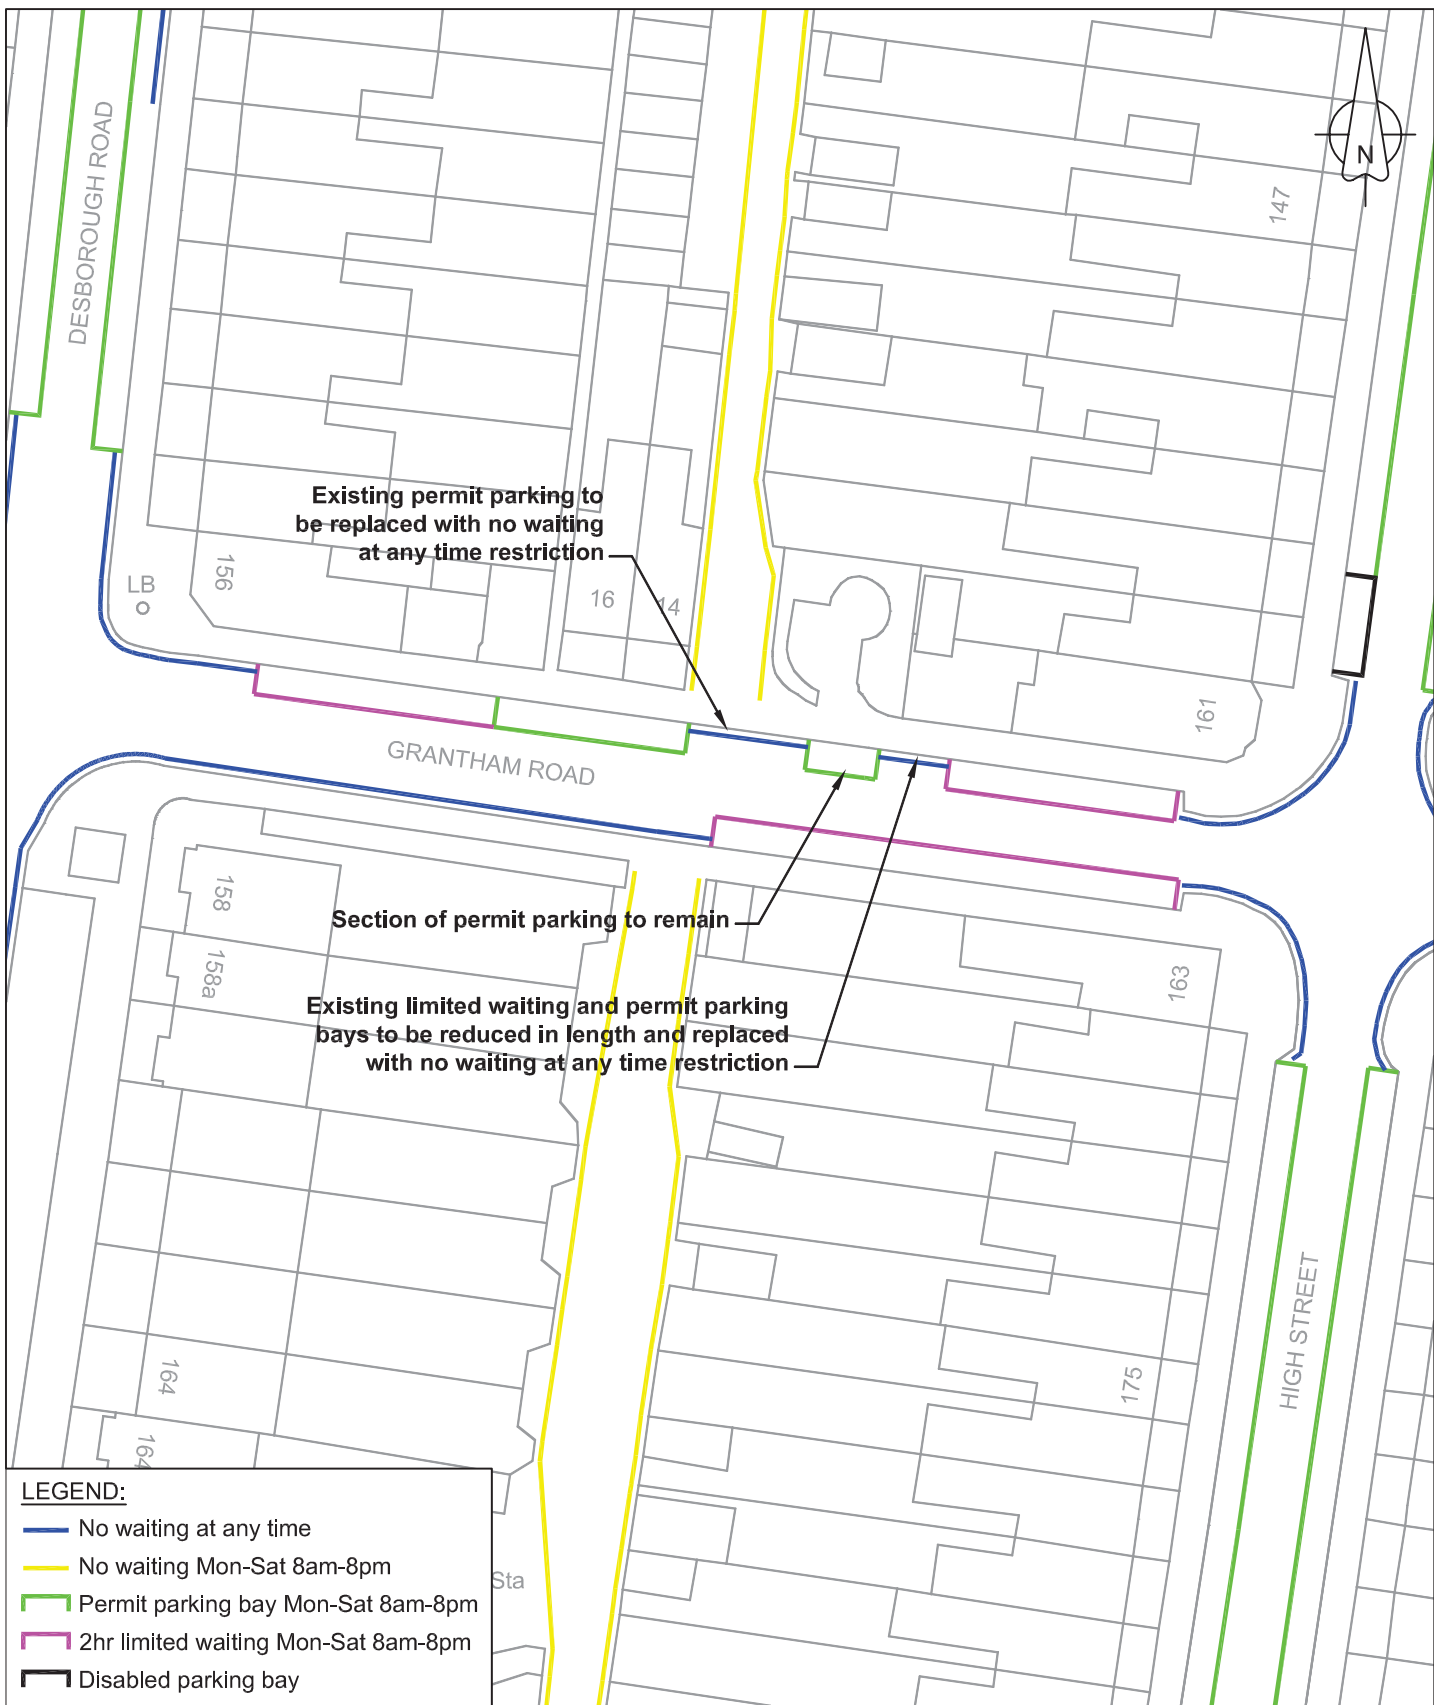 DESBOROUGH ROAD
N
147
Existing permit parking to
be replaced with no waiting
at any time restriction
156
LB
16
14
161
GRANTHAM ROAD
158
Section of permit parking to remain
158a
163
Existing limited waiting and permit parking
bays to be reduced in length and replaced
with no waiting at any time restriction
HIGH STREET
164
175
164
LEGEND:
No waiting at any time
No waiting Mon-Sat 8am-8pm
Sta
Permit parking bay Mon-Sat 8am-8pm
2hr limited waiting Mon-Sat 8am-8pm
Disabled parking bay